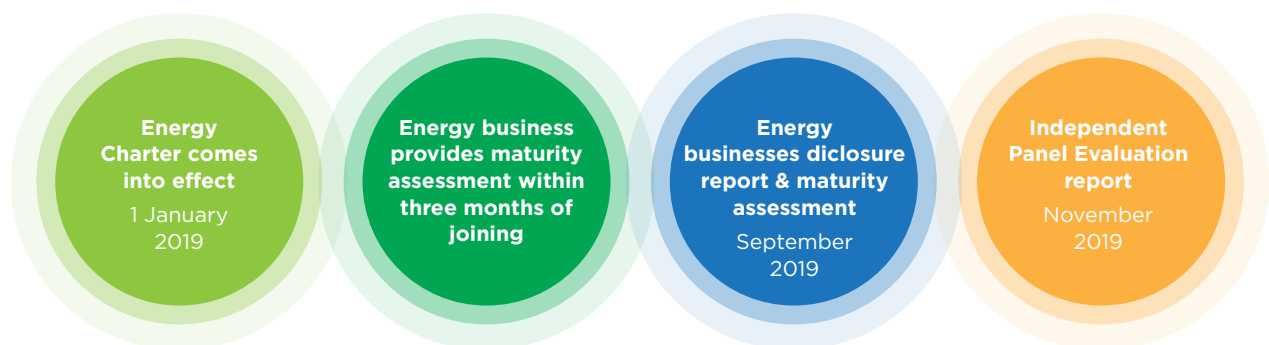 Energy
Charter comes
into effect
1 January
2019
Energy business
provides maturity
assessment within
three months of
joining
Energy
businesses diclosure
report & maturity
assessment
September
2019
Independent
Panel Evaluation
report
November
2019